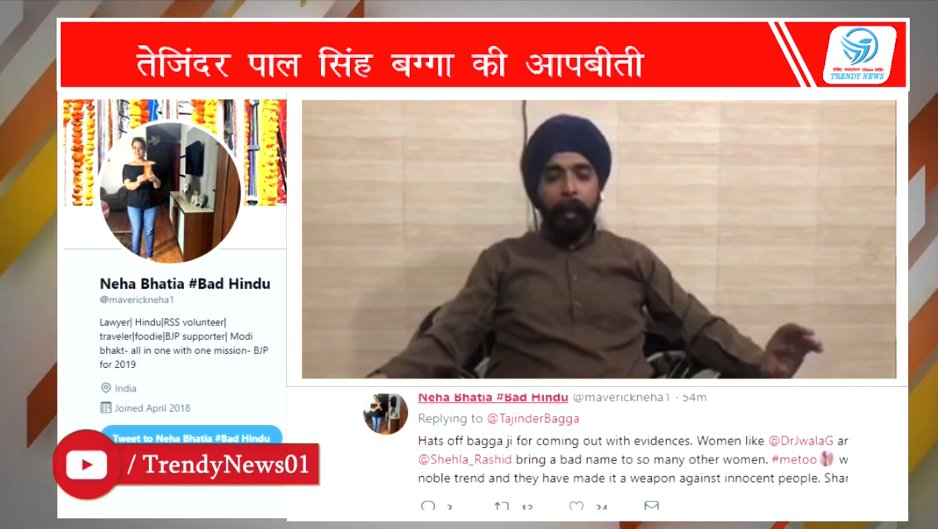 तेजिंदर पाल सिंह बग्गा की आपबीती
TRENDY NEWS
Neha Bhatia #Bad Hindu
@maverickneha1
Lawyer| Hindu|RSS volunteer|
traveler|foodie|BJP supporter| Modi
bhakt- all in one with one mission- BJP
for 2019
India
Joined April 2018
Tweet to Neha Bhatia #Bad Hindu
/ TrendyNews01
Neha Bhatia #Bad Hindu @maverickneha1 · 54m
Replying to @TajinderBagga
Hats off bagga ji for coming out with evidences. Women like @DrJwalaG ar
@Shehla_Rashid bring a bad name to so many other women. #metoo w
noble trend and they have made it a weapon against innocent people. Shar